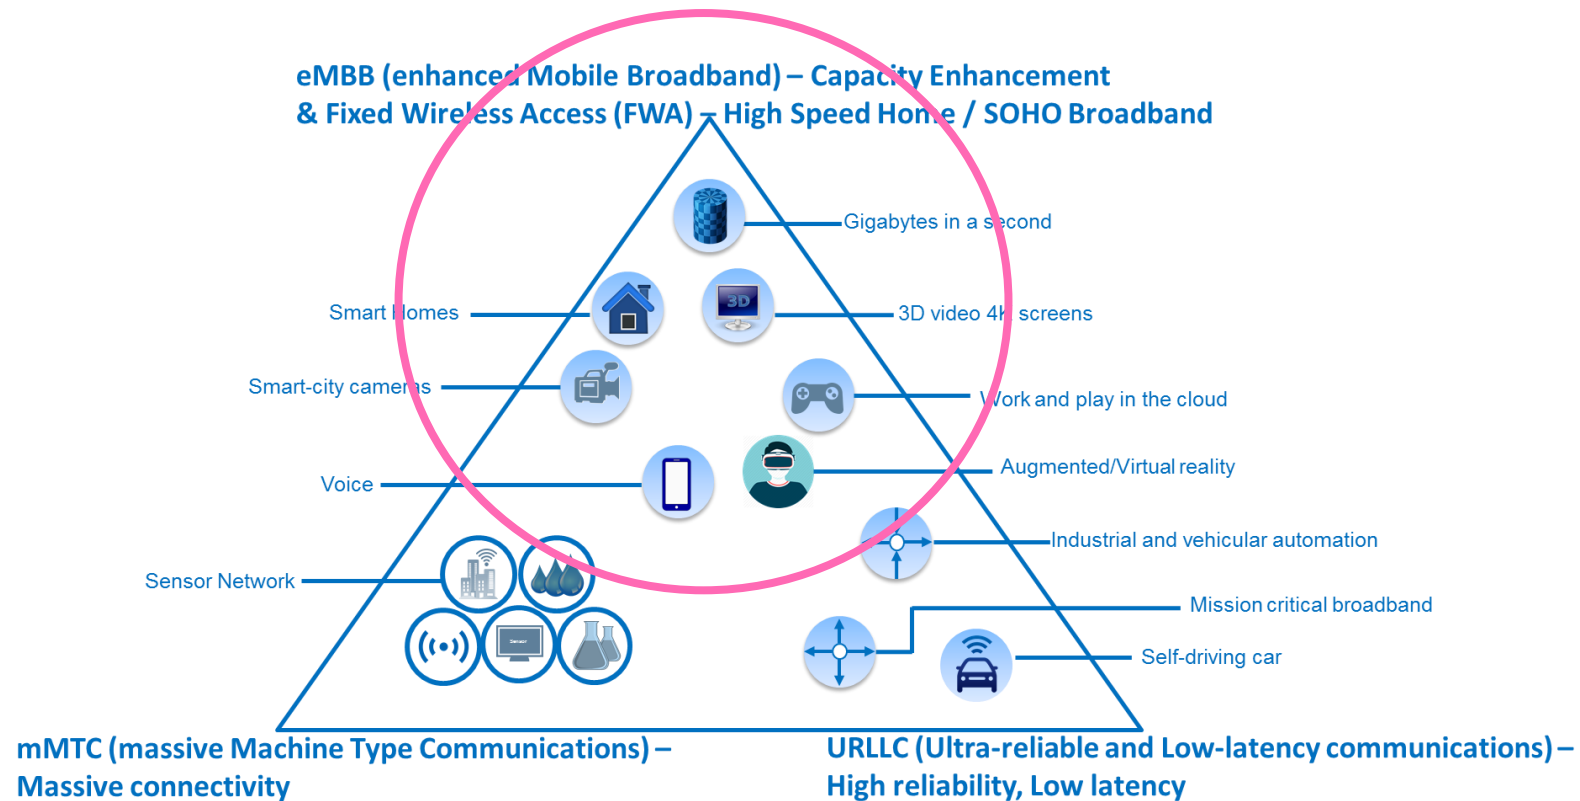 eMBB (enhanced Mobile Broadband) – Capacity Enhancement
& Fixed Wireless Access (FWA) – High Speed Home / SOHO Broadband
Gigabytes in a second
3D
Smart Homes
3D video 4K screens
Smart-city cameras
Work and play in the cloud
Augmented/Virtual reality
Voice
Industrial and vehicular automation
Sensor Network
Mission critical broadband
Sensor
Self-driving car
mMTC (massive Machine Type Communications) –
Massive connectivity
URLLC (Ultra-reliable and Low-latency communications) –
High reliability, Low latency